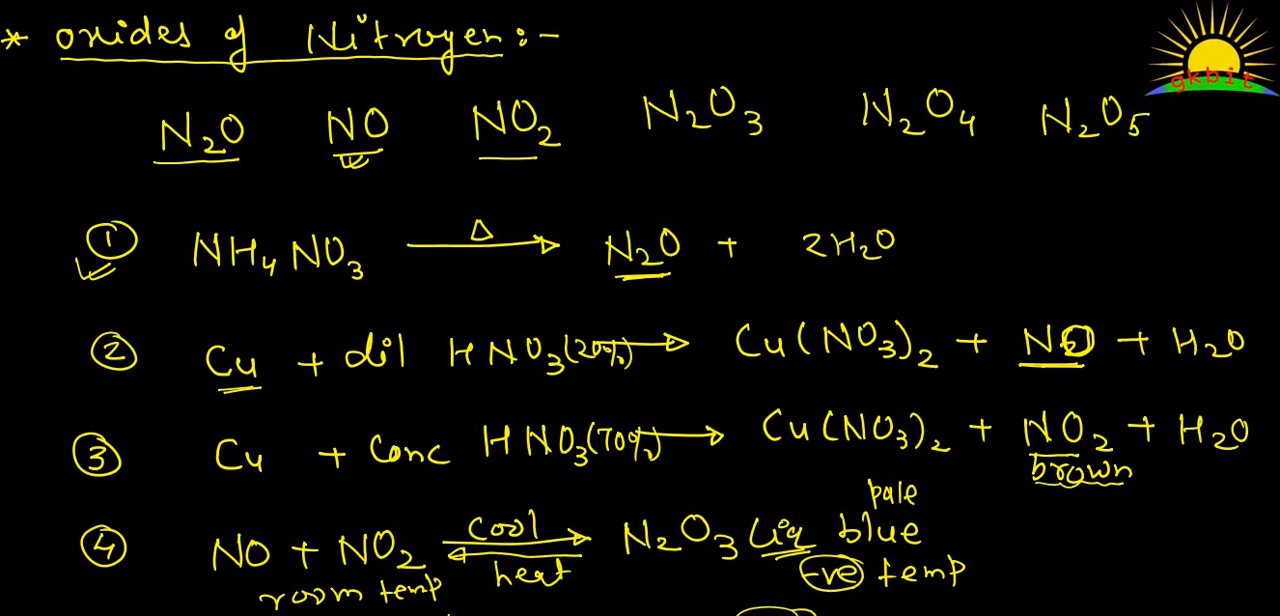 * oxides of Nitrogen :-
gkbit
N₂O NO NO₂ N₂O₃ N₂O₄ N₂O₅
① NH₄NO₃ —Δ→ N₂O + 2H₂O
② Cu + dil HNO₃(20%) → Cu(NO₃)₂ + NO + H₂O
③ Cu + Conc HNO₃(70%) → Cu(NO₃)₂ + NO₂ + H₂O
brown
pale
④ NO + NO₂ cool ⇌ heat N₂O₃ liq blue
room temp -ve temp